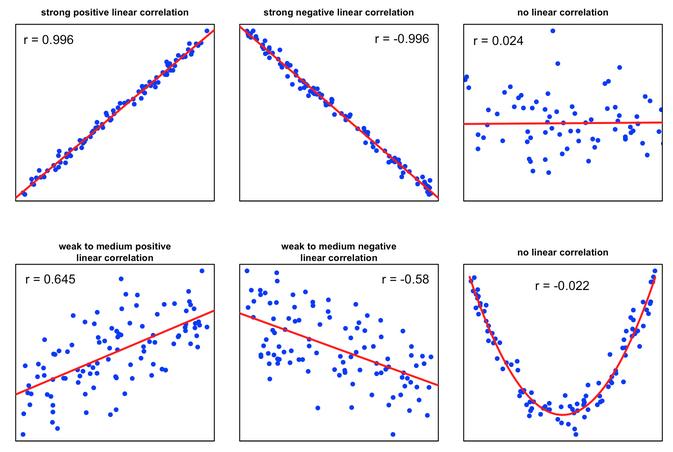 strong positive linear correlation
r = 0.996
strong negative linear correlation
r = -0.996
no linear correlation
r = 0.024
weak to medium positive
linear correlation
r = 0.645
weak to medium negative
linear correlation
r = -0.58
no linear correlation
r = -0.022